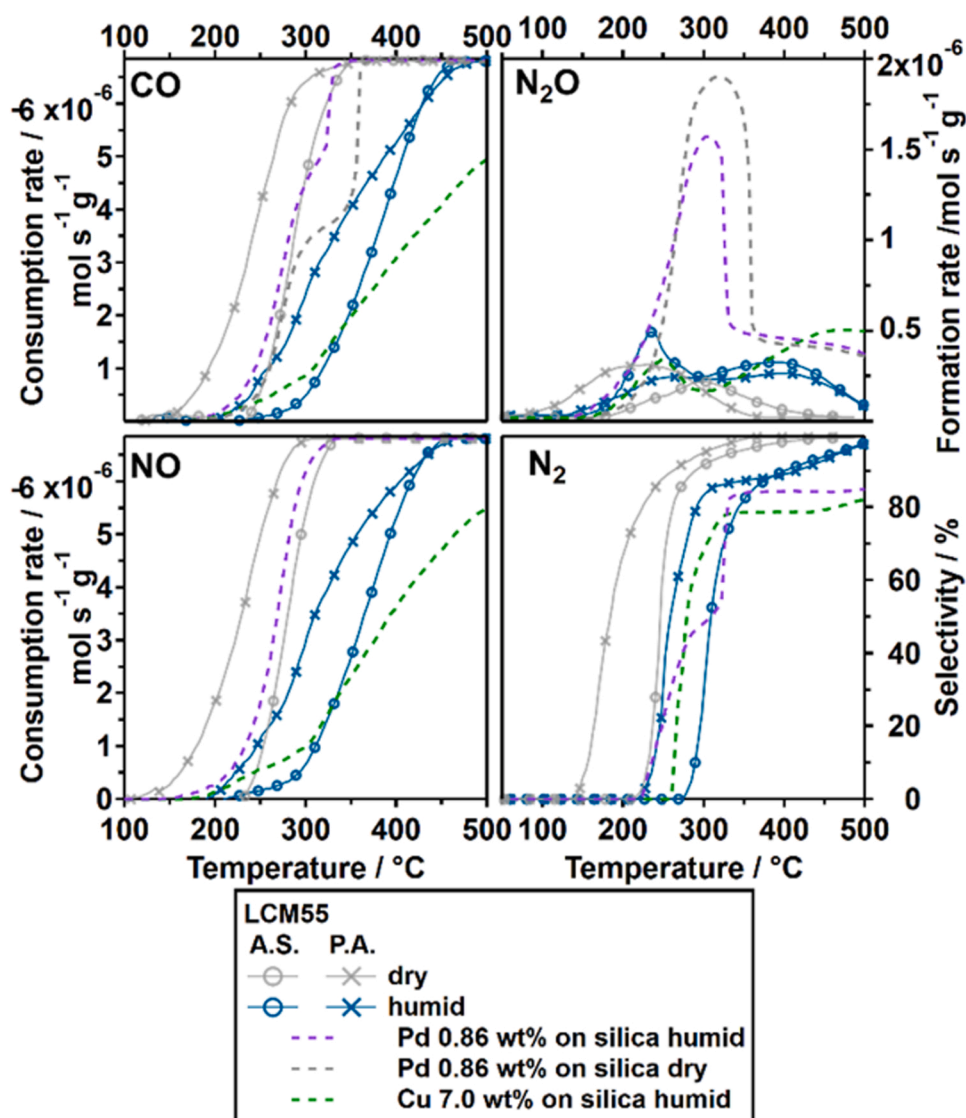 100 200 300 400 500
100 200 300 400 500
CO
N₂O
2x10⁻⁶
1.5
1
0.5
Formation rate /mol s⁻¹ g⁻¹
-6 x10⁻⁶
5
4
3
2
1
Consumption rate /
mol s⁻¹ g⁻¹
NO
N₂
-6 x10⁻⁶
5
4
3
2
1
0
Consumption rate /
mol s⁻¹ g⁻¹
80
60
40
20
0
Selectivity / %
100 200 300 400 500
100 200 300 400 500
Temperature / °C
Temperature / °C
LCM55
A.S. P.A.
dry
humid
Pd 0.86 wt% on silica humid
Pd 0.86 wt% on silica dry
Cu 7.0 wt% on silica humid